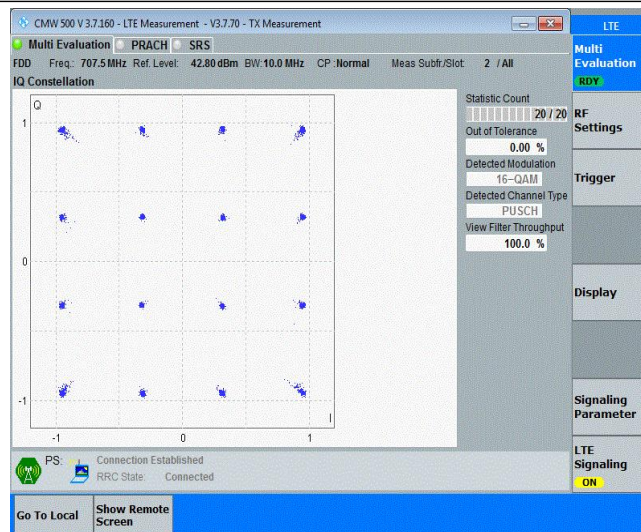 CMW 500 V 3.7.160 - LTE Measurement - V3.7.70 - TX Measurement
LTE
Multi Evaluation PRACH SRS
Multi
Evaluation
RDY
FDD Freq.: 707.5 MHz Ref. Level: 42.80 dBm BW: 10.0 MHz CP : Normal Meas Subfr./Slot: 2 / All
IQ Constellation
Q
1
0
-1
-1 0 1
I
Statistic Count
20 / 20
Out of Tolerance
0.00 %
Detected Modulation
16-QAM
Detected Channel Type
PUSCH
View Filter Throughput
100.0 %
RF
Settings
Trigger
Display
Signaling
Parameter
LTE
Signaling
ON
PS:
Connection Established
RRC State: Connected
Go To Local
Show Remote
Screen